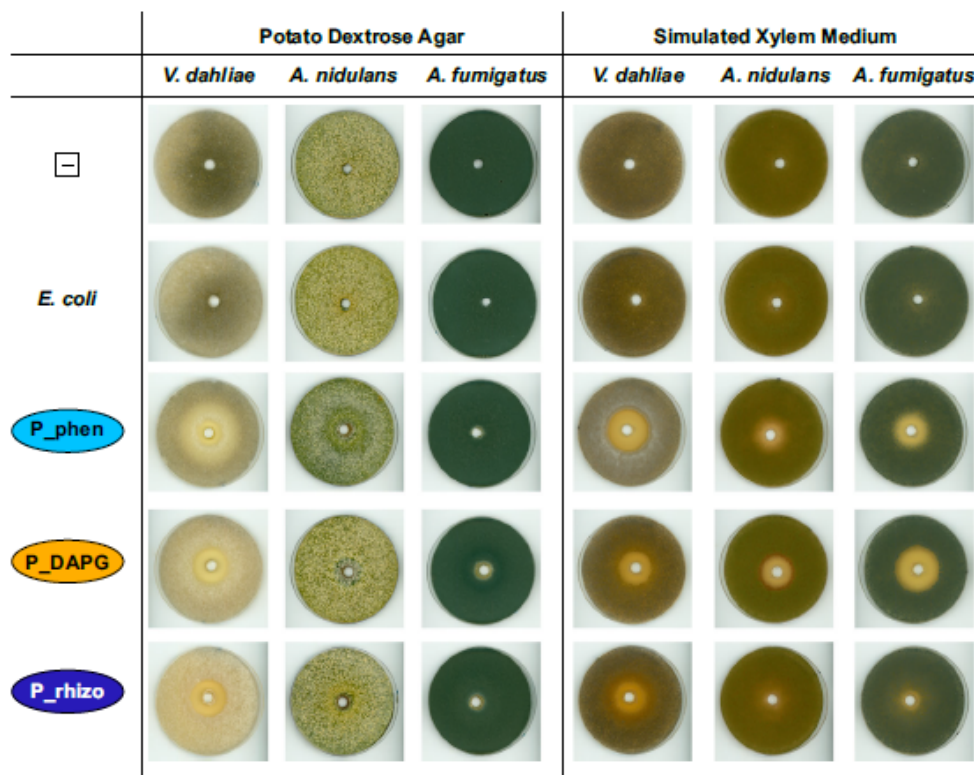 Potato Dextrose Agar Simulated Xylem Medium
V. dahliae A. nidulans A. fumigatus V. dahliae A. nidulans A. fumigatus
–
E. coli
P_phen
P_DAPG
P_rhizo